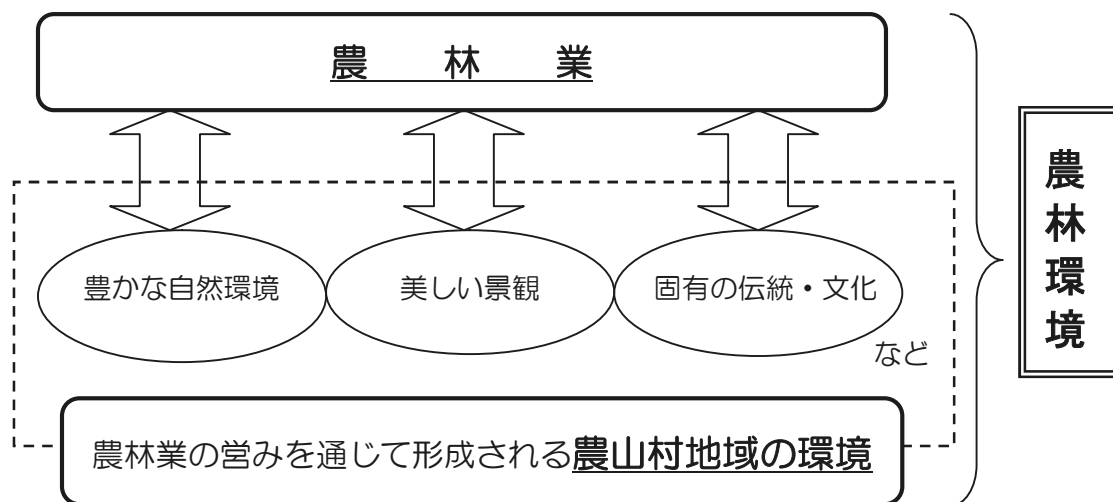 農　林　業
豊かな自然環境
美しい景観
固有の伝統・文化
など
農林業の営みを通じて形成される農山村地域の環境
農林環境